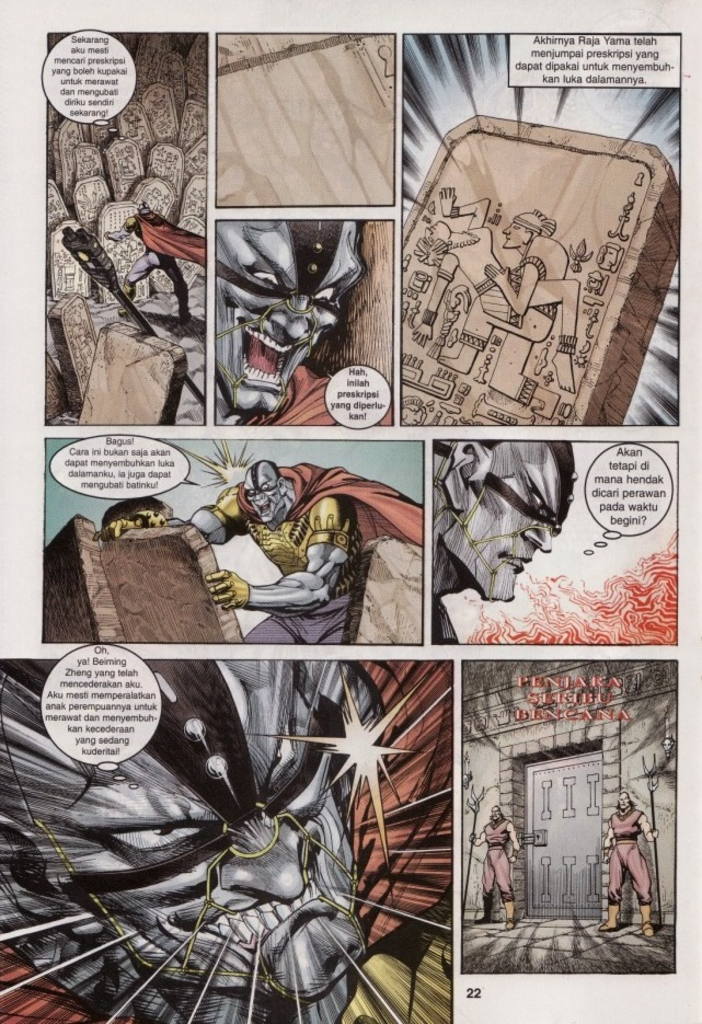 Sekarang
aku mesti
mencari preskripsi
yang boleh kupakai
untuk merawat
dan mengubati
diriku sendiri
sekarang!
Akhirnya Raja Yama telah
menjumpai preskripsi yang
dapat dipakai untuk menyembuh-
kan luka dalamannya.
Hah,
inilah
preskripsi
yang diperlu-
kan!
Bagus!
Cara ini bukan saja akan
dapat menyembuhkan luka
dalamanku, ia juga dapat
mengubati batinku!
Akan
tetapi di
mana hendak
dicari perawan
pada waktu
begini?
Oh,
ya! Beiming
Zheng yang telah
mencederakan aku.
Aku mesti memperalatkan
anak perempuannya untuk
merawat dan menyembuh-
kan kecederaan
yang sedang
kuderitai!
PENJARA
SERIBU
BENCANA
22